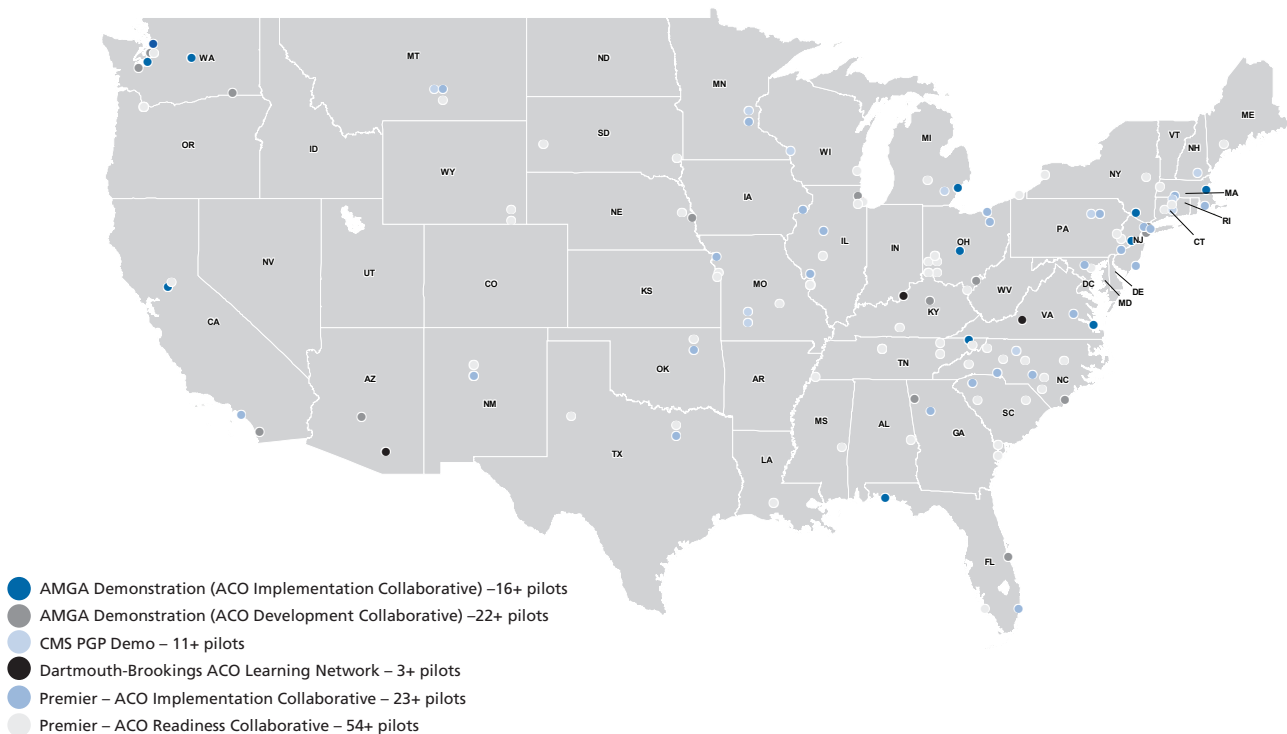 WA
MT
ND
MN
ME
VT
NH
OR
ID
SD
WI
MI
NY
WY
MA
RI
IA
NE
PA
CT
NV
UT
CO
IL
IN
OH
NJ
KS
MO
WV
DC
DE
MD
CA
KY
VA
AZ
NM
OK
AR
TN
NC
MS
AL
GA
SC
TX
LA
FL
AMGA Demonstration (ACO Implementation Collaborative) –16+ pilots
AMGA Demonstration (ACO Development Collaborative) –22+ pilots
CMS PGP Demo – 11+ pilots
Dartmouth-Brookings ACO Learning Network – 3+ pilots
Premier – ACO Implementation Collaborative – 23+ pilots
Premier – ACO Readiness Collaborative – 54+ pilots